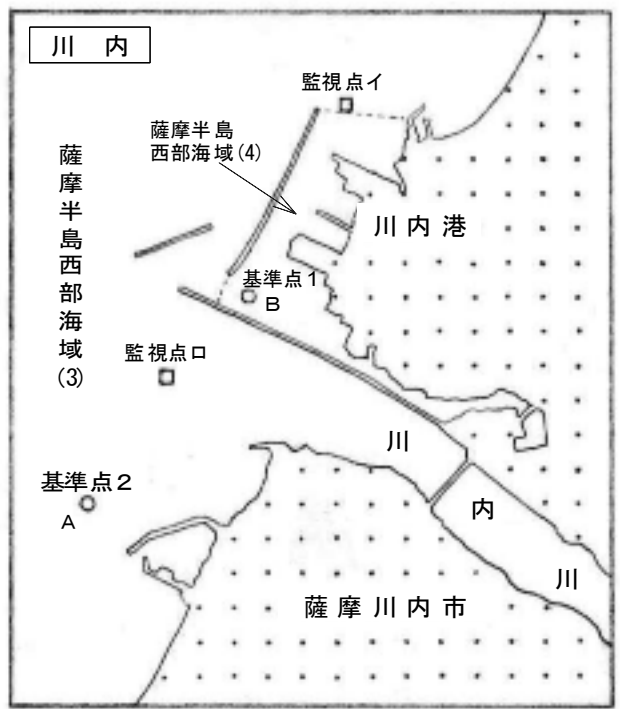 川内
監視点イ
薩摩半島
西部海域(4)
薩摩半島西部海域(3)
川内港
基準点1
B
監視点ロ
川
基準点2
A
内
川
薩摩川内市